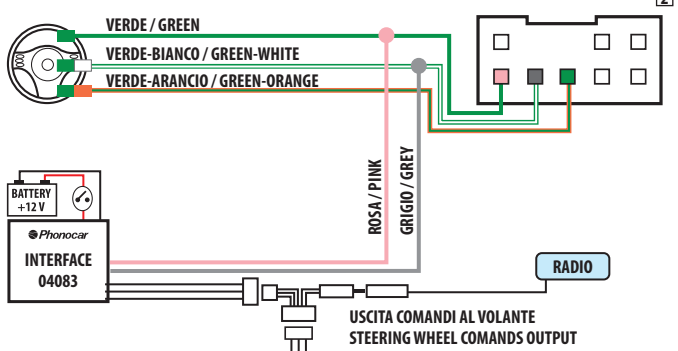 2
VERDE / GREEN
VERDE-BIANCO / GREEN-WHITE
VERDE-ARANCIO / GREEN-ORANGE
ROSA / PINK
GRIGIO / GREY
BATTERY
+12 V
Phonocar
INTERFACE
04083
RADIO
USCITA COMANDI AL VOLANTE
STEERING WHEEL COMANDS OUTPUT